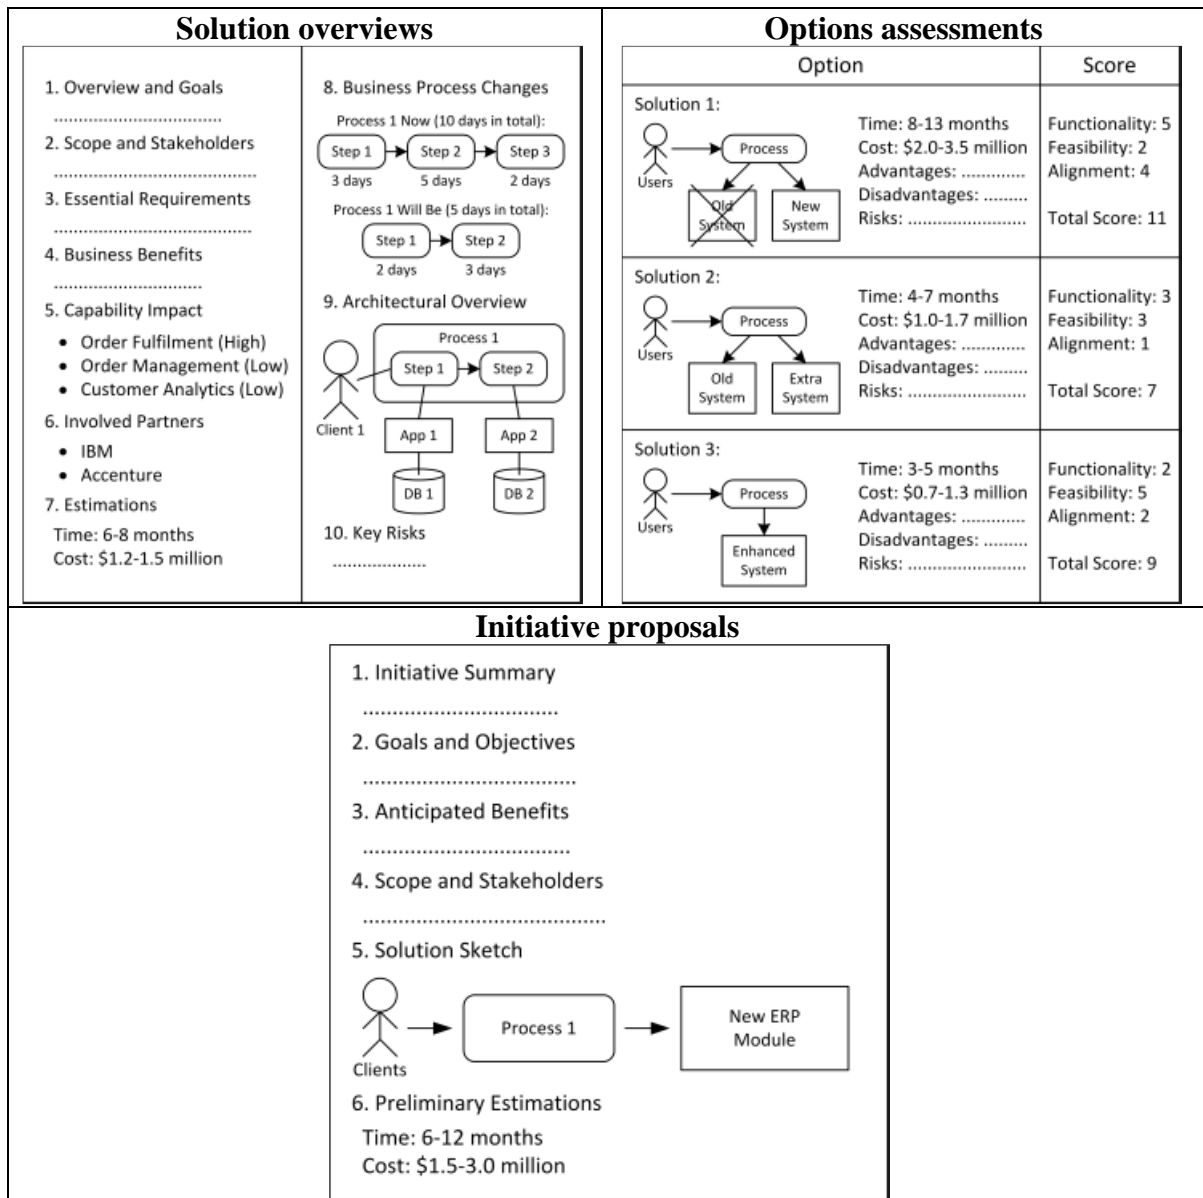 Solution overviews
1. Overview and Goals
..................................
2. Scope and Stakeholders
.........................................
3. Essential Requirements
........................................
4. Business Benefits
..............................
5. Capability Impact
• Order Fulfilment (High)
• Order Management (Low)
• Customer Analytics (Low)
6. Involved Partners
• IBM
• Accenture
7. Estimations
Time: 6-8 months
Cost: $1.2-1.5 million
8. Business Process Changes
Process 1 Now (10 days in total):
Step 1 Step 2 Step 3
3 days 5 days 2 days
Process 1 Will Be (5 days in total):
Step 1 Step 2
2 days 3 days
9. Architectural Overview
Process 1
Step 1 Step 2
Client 1
App 1 App 2
DB 1 DB 2
10. Key Risks
...................
Options assessments
Option Score
Solution 1:
Users
Process
Old System
New System
Time: 8-13 months
Cost: $2.0-3.5 million
Advantages: .............
Disadvantages: .........
Risks: ........................
Functionality: 5
Feasibility: 2
Alignment: 4
Total Score: 11
Solution 2:
Users
Process
Old System
Extra System
Time: 4-7 months
Cost: $1.0-1.7 million
Advantages: .............
Disadvantages: .........
Risks: ........................
Functionality: 3
Feasibility: 3
Alignment: 1
Total Score: 7
Solution 3:
Users
Process
Enhanced System
Time: 3-5 months
Cost: $0.7-1.3 million
Advantages: .............
Disadvantages: .........
Risks: ........................
Functionality: 2
Feasibility: 5
Alignment: 2
Total Score: 9
Initiative proposals
1. Initiative Summary
.................................
2. Goals and Objectives
....................................
3. Anticipated Benefits
...................................
4. Scope and Stakeholders
.........................................
5. Solution Sketch
Clients
Process 1
New ERP
Module
6. Preliminary Estimations
Time: 6-12 months
Cost: $1.5-3.0 million